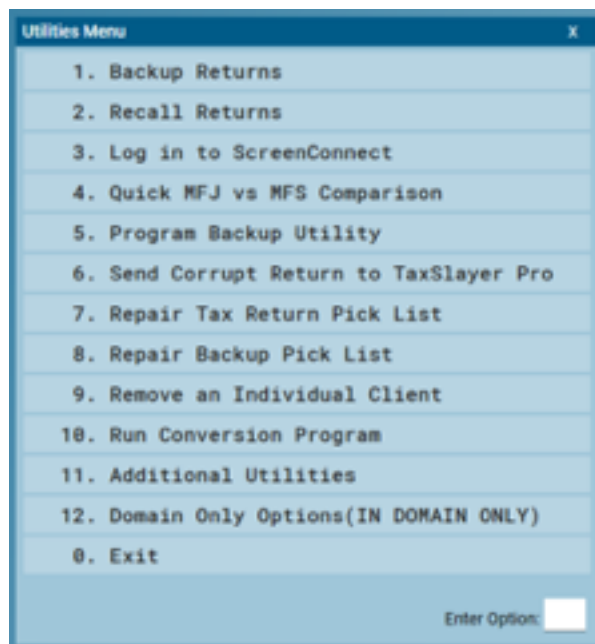 Utilities Menu X
1. Backup Returns
2. Recall Returns
3. Log in to ScreenConnect
4. Quick MFJ vs MFS Comparison
5. Program Backup Utility
6. Send Corrupt Return to TaxSlayer Pro
7. Repair Tax Return Pick List
8. Repair Backup Pick List
9. Remove an Individual Client
10. Run Conversion Program
11. Additional Utilities
12. Domain Only Options(IN DOMAIN ONLY)
0. Exit
Enter Option: